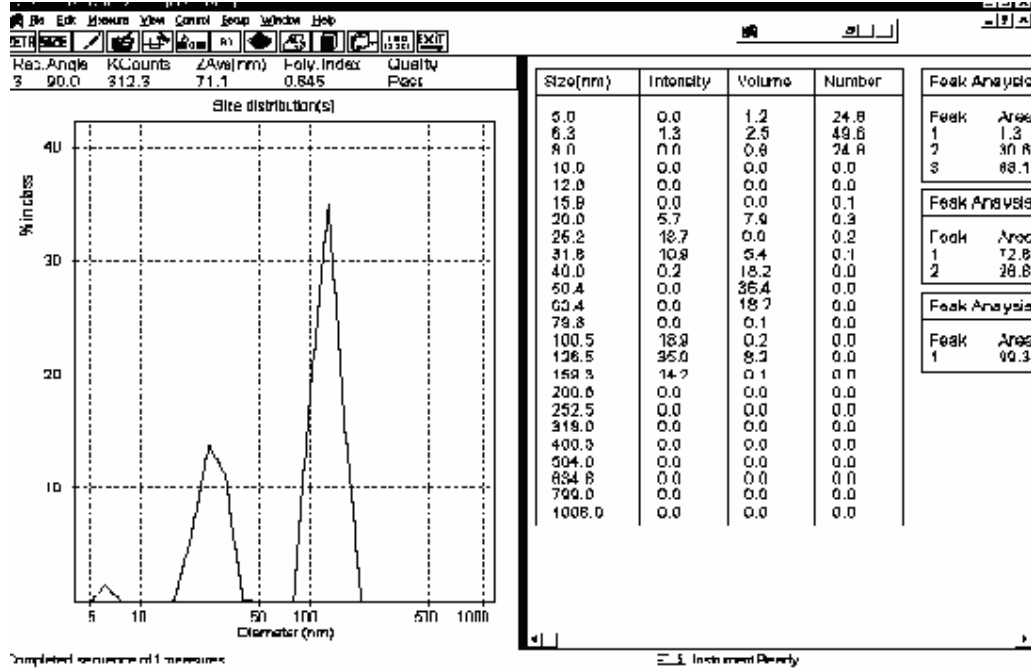 File Edit Measure View Control Setup Window Help
SIZE EXIT
Rec. Angle KCounts ZAve(nm) Poly. Index Quality
3 90.0 312.3 71.1 0.645 Poor
Size distribution(s)
40
30
20
10
% in class
5 10 50 100 500 1000
Diameter (nm)
Size(nm) Intensity Volume Number
5.0 0.0 1.2 24.8
6.3 1.3 2.5 49.6
8.0 0.0 0.8 24.8
10.0 0.0 0.0 0.0
12.6 0.0 0.0 0.0
15.9 0.0 0.0 0.1
20.0 5.7 7.9 0.3
25.2 0.0 0.2
31.8 10.9 5.4 0.1
40.0 0.2 18.2 0.0
50.4 0.0 36.4 0.0
63.4 0.0 0.0
79.8 0.0 0.1 0.0
100.5 18.9 0.2 0.0
126.5 35.0 0.0
159.3 14.2 0.1 0.0
200.6 0.0 0.0 0.0
252.5 0.0 0.0 0.0
318.0 0.0 0.0 0.0
400.5 0.0 0.0 0.0
504.0 0.0 0.0 0.0
634.6 0.0 0.0 0.0
799.0 0.0 0.0 0.0
1006.0 0.0 0.0 0.0
Peak Analysis
Peak Area
1 1.3
2 30.6
3 68.1
Peak Analysis
Peak Area
1
2
Peak Analysis
Peak Area
1 99.3
Completed sequence of 1 measures
Instrument Ready